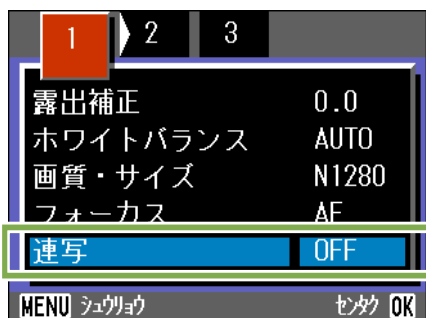 1 2 3
露出補正 0.0
ホワイトバランス AUTO
画質・サイズ N1280
フォーカス AF
連写 OFF
MENU ｼｭｳﾘｮｳ ｾﾝﾀｸ OK